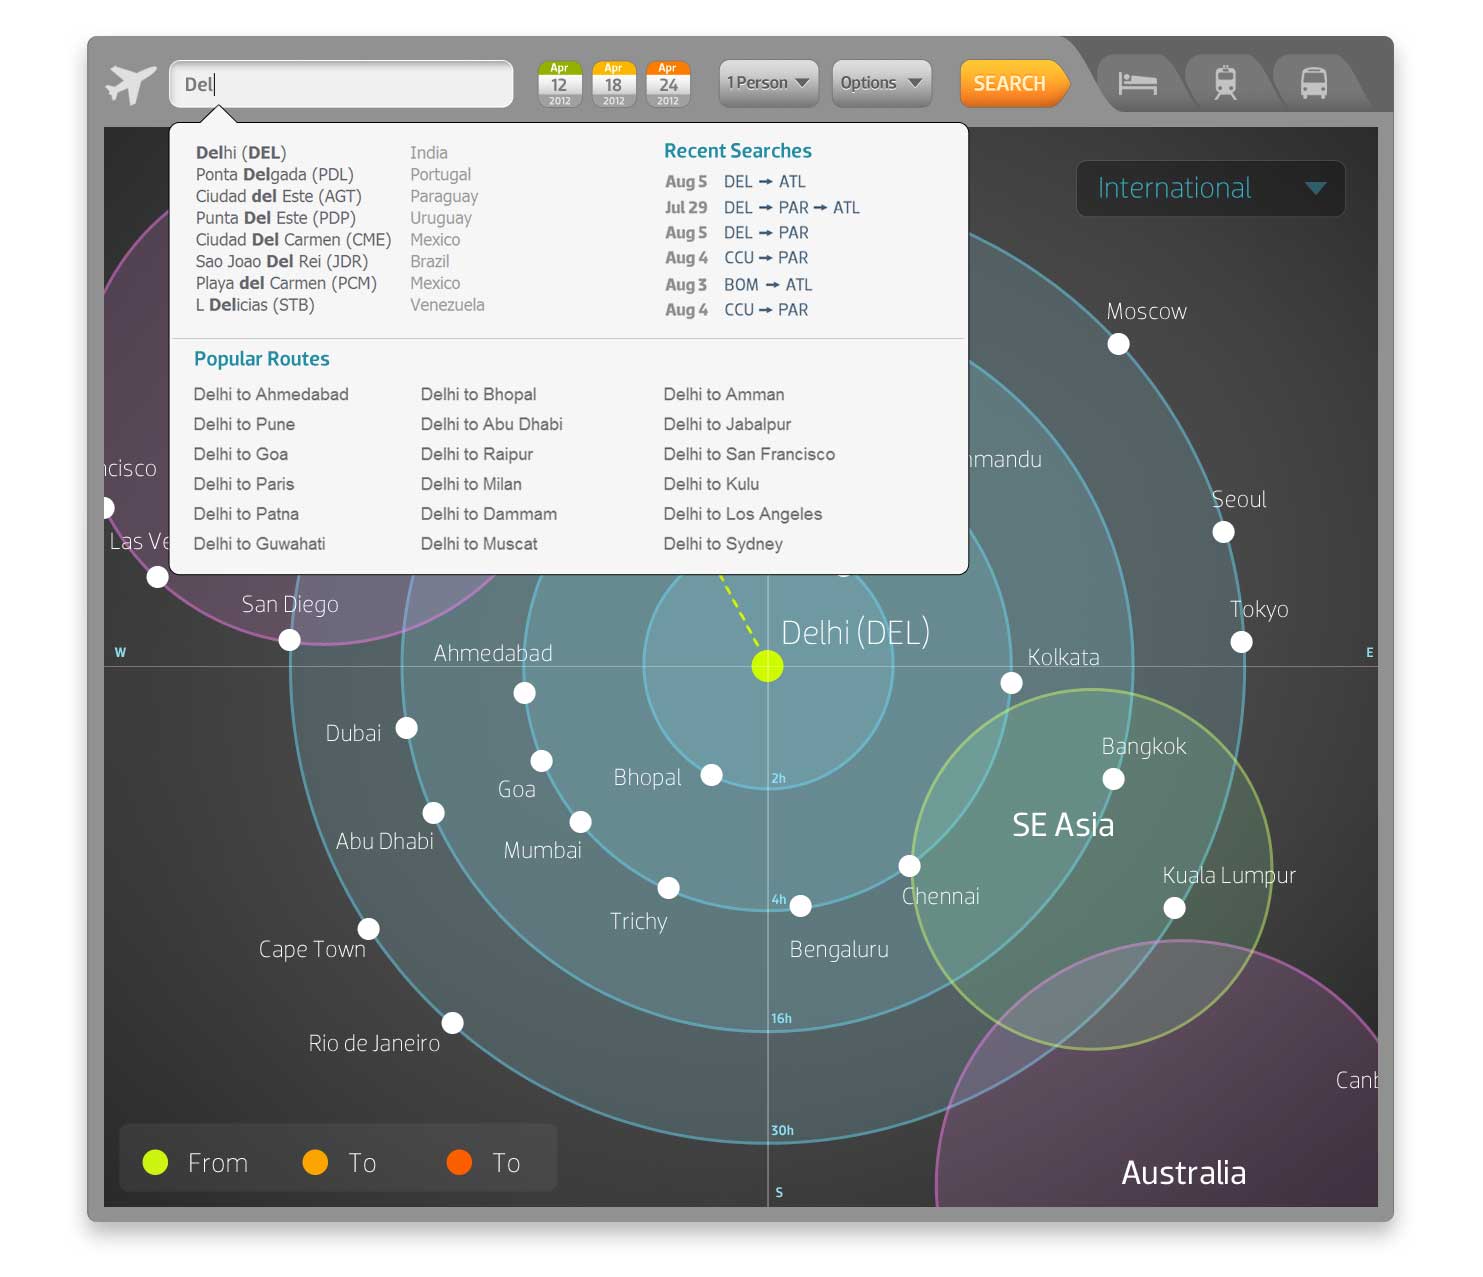 Del
Apr
12
2012
Apr
18
2012
Apr
24
2012
1 Person
Options
SEARCH
Delhi (DEL) India
Ponta Delgada (PDL) Portugal
Ciudad del Este (AGT) Paraguay
Punta Del Este (PDP) Uruguay
Ciudad Del Carmen (CME) Mexico
Sao Joao Del Rei (JDR) Brazil
Playa del Carmen (PCM) Mexico
L Delicias (STB) Venezuela
Recent Searches
Aug 5 DEL → ATL
Jul 29 DEL → PAR → ATL
Aug 5 DEL → PAR
Aug 4 CCU → PAR
Aug 3 BOM → ATL
Aug 4 CCU → PAR
Popular Routes
Delhi to Ahmedabad Delhi to Bhopal Delhi to Amman
Delhi to Pune Delhi to Abu Dhabi Delhi to Jabalpur
Delhi to Goa Delhi to Raipur Delhi to San Francisco
Delhi to Paris Delhi to Milan Delhi to Kulu
Delhi to Patna Delhi to Dammam Delhi to Los Angeles
Delhi to Guwahati Delhi to Muscat Delhi to Sydney
International
Moscow
ncisco
mandu
Seoul
Las Ve
San Diego
Tokyo
Delhi (DEL)
W
Ahmedabad
Kolkata
E
Dubai
Bangkok
Bhopal
2h
Goa
SE Asia
Abu Dhabi
Mumbai
Kuala Lumpur
4h
Chennai
Trichy
Bengaluru
Cape Town
16h
Rio de Janeiro
Canb
30h
From
To
To
Australia
S